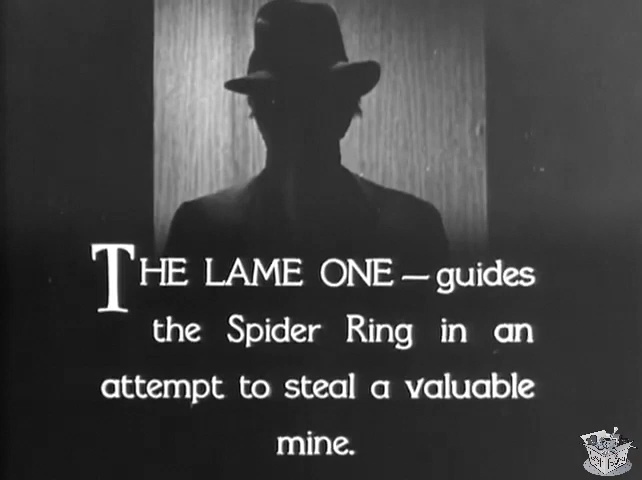 THE LAME ONE — guides
the Spider Ring in an
attempt to steal a valuable
mine.